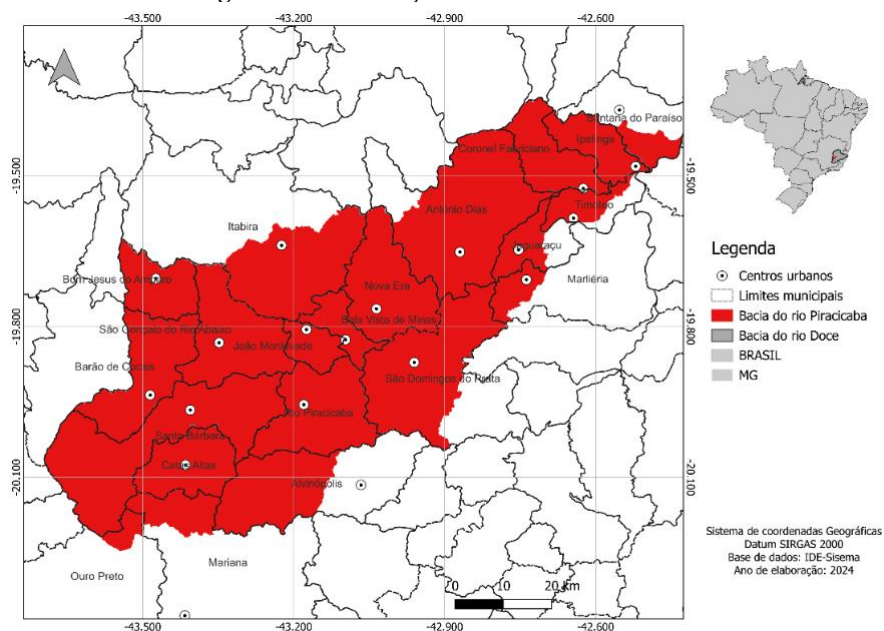 -43.500 -43.200 -42.900 -42.600
Santana do Paraíso
Ipatinga
Coronel Fabriciano
-19.500 -19.500
Timóteo
Antônio Dias
Itabira
Jaguaraçu
Bom Jesus do Amparo
Marliéria
Nova Era
Bela Vista de Minas
-19.800 -19.800
São Gonçalo do Rio Abaixo
João Monlevade
Barão de Cocais
São Domingos do Prata
Rio Piracicaba
Santa Bárbara
Catas Altas
-20.100 -20.100
Alvinópolis
Mariana
Ouro Preto
0 10 20 km
-43.500 -43.200 -42.900 -42.600
Legenda
Centros urbanos
Limites municipais
Bacia do rio Piracicaba
Bacia do rio Doce
BRASIL
MG
Sistema de coordenadas Geográficas
Datum SIRGAS 2000
Base de dados: IDE-Sisema
Ano de elaboração: 2024